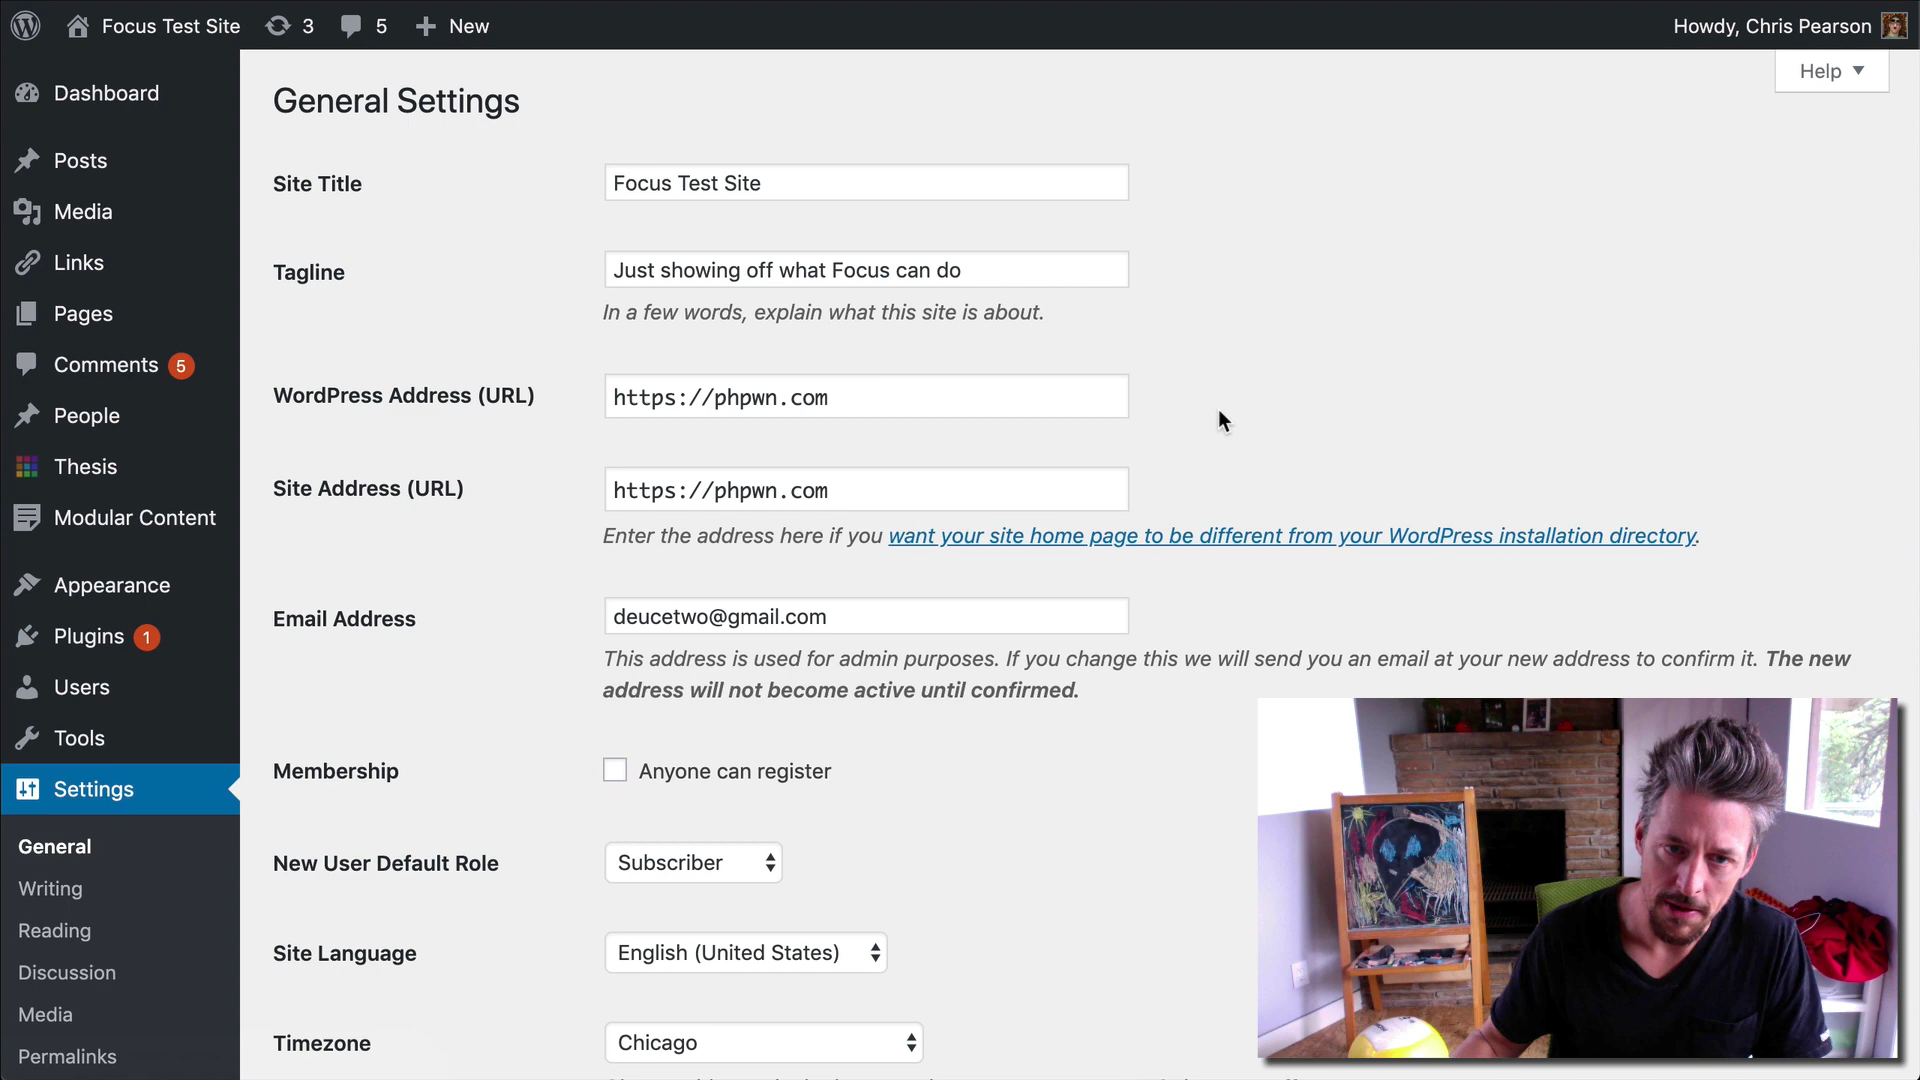 Focus Test Site 3 5 New Howdy, Chris Pearson
Help
Dashboard
Posts
Media
Links
Pages
Comments 5
People
Thesis
Modular Content
Appearance
Plugins 1
Users
Tools
Settings
General
Writing
Reading
Discussion
Media
Permalinks
General Settings
Site Title Focus Test Site
Tagline Just showing off what Focus can do
In a few words, explain what this site is about.
WordPress Address (URL) https://phpwn.com
Site Address (URL) https://phpwn.com
Enter the address here if you want your site home page to be different from your WordPress installation directory.
Email Address deucetwo@gmail.com
This address is used for admin purposes. If you change this we will send you an email at your new address to confirm it. The new
address will not become active until confirmed.
Membership Anyone can register
New User Default Role Subscriber
Site Language English (United States)
Timezone Chicago